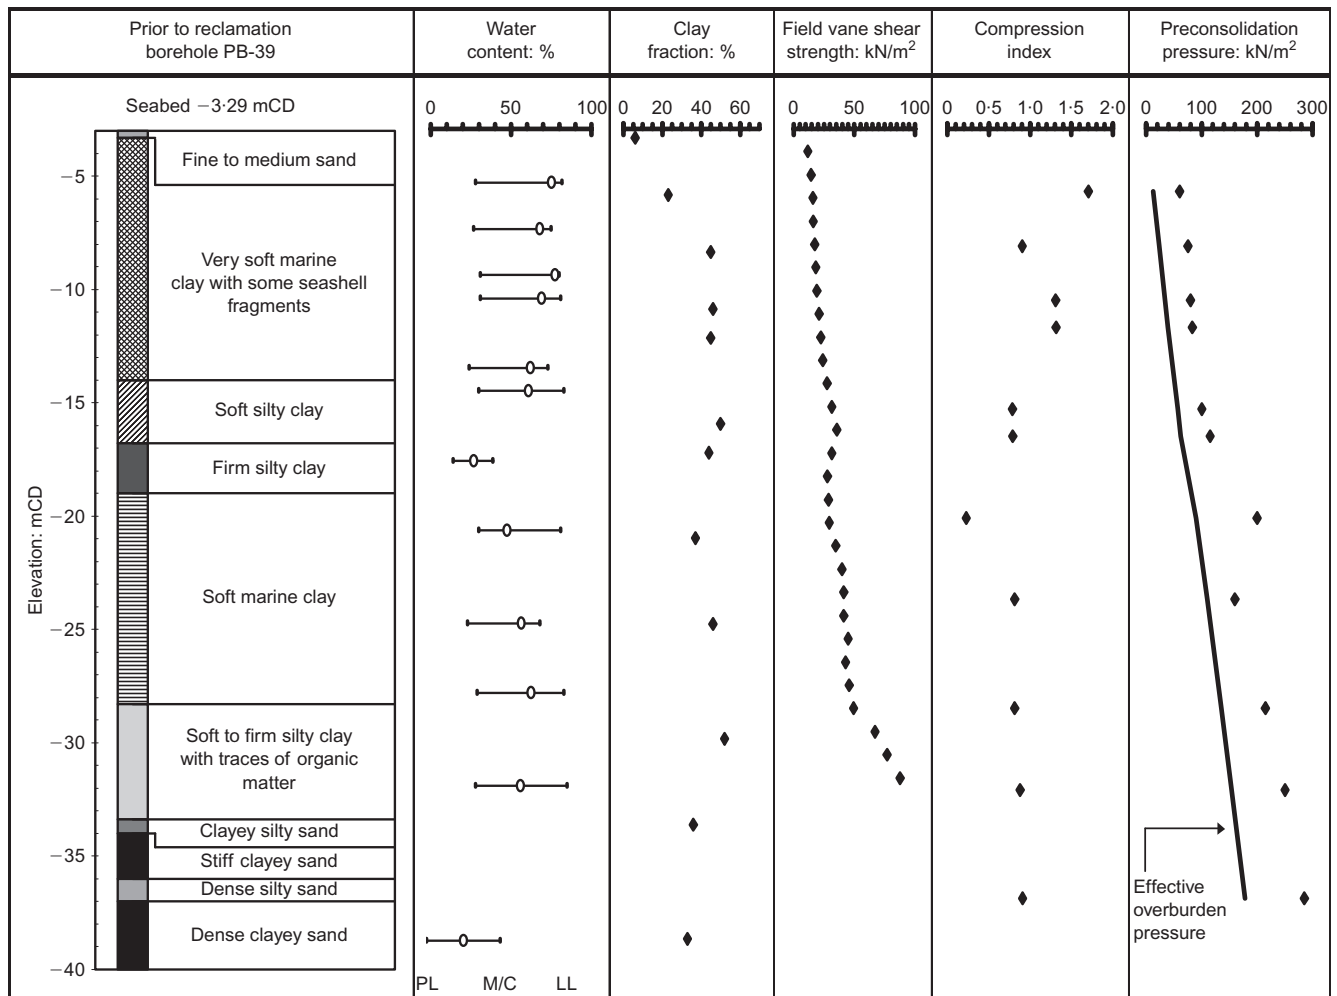 Prior to reclamation
borehole PB-39
Water
content: %
Clay
fraction: %
Field vane shear
strength: kN/m²
Compression
index
Preconsolidation
pressure: kN/m²
Seabed −3·29 mCD
0 50 100
0 20 40 60
0 50 100
0 0·5 1·0 1·5 2·0
0 100 200 300
Elevation: mCD
−5
−10
−15
−20
−25
−30
−35
−40
Fine to medium sand
Very soft marine
clay with some seashell
fragments
Soft silty clay
Firm silty clay
Soft marine clay
Soft to firm silty clay
with traces of organic
matter
Clayey silty sand
Stiff clayey sand
Dense silty sand
Dense clayey sand
PL M/C LL
Effective
overburden
pressure